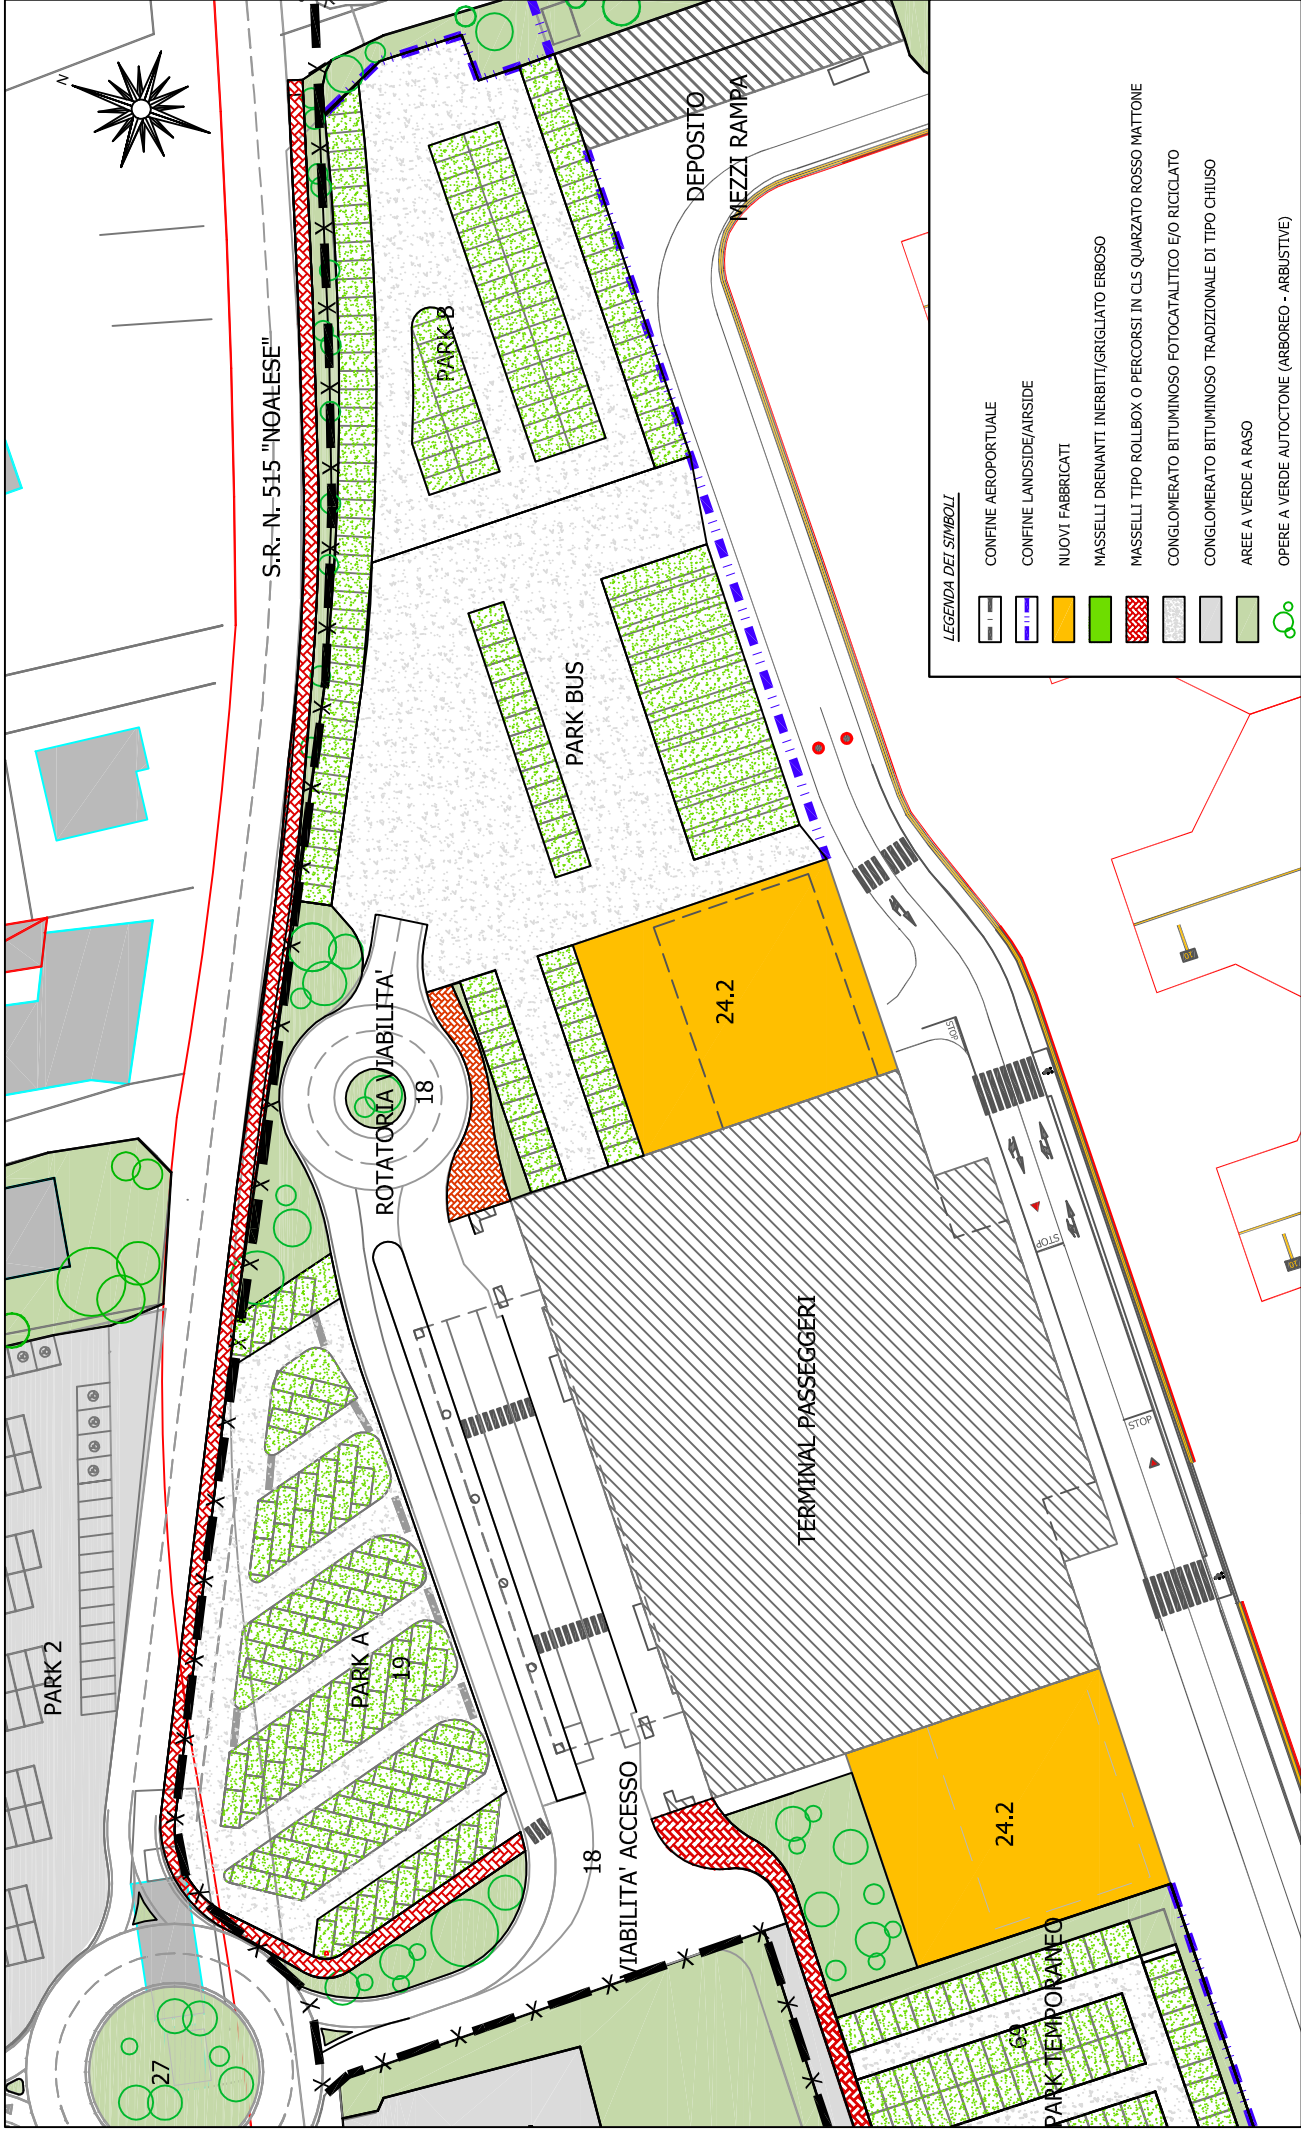 N
S.R. N. 515 "NOALESE"
DEPOSITO
MEZZI RAMPA
PARK B
PARK BUS
24.2
ROTATORIA VIABILITA'
18
STOP
STOP
STOP
TERMINAL PASSEGGERI
PARK 2
PARK A
19
18
VIABILITA' ACCESSO
24.2
27
69
PARK TEMPORANEO
LEGENDA DEI SIMBOLI
CONFINE AEROPORTUALE
CONFINE LANDSIDE/AIRSIDE
NUOVI FABBRICATI
MASSELLI DRENANTI INERBITI/GRIGLIATO ERBOSO
MASSELLI TIPO ROLLBOX O PERCORSI IN CLS QUARZATO ROSSO MATTONE
CONGLOMERATO BITUMINOSO FOTOCATALITICO E/O RICICLATO
CONGLOMERATO BITUMINOSO TRADIZIONALE DI TIPO CHIUSO
AREE A VERDE A RASO
OPERE A VERDE AUTOCTONE (ARBOREO - ARBUSTIVE)